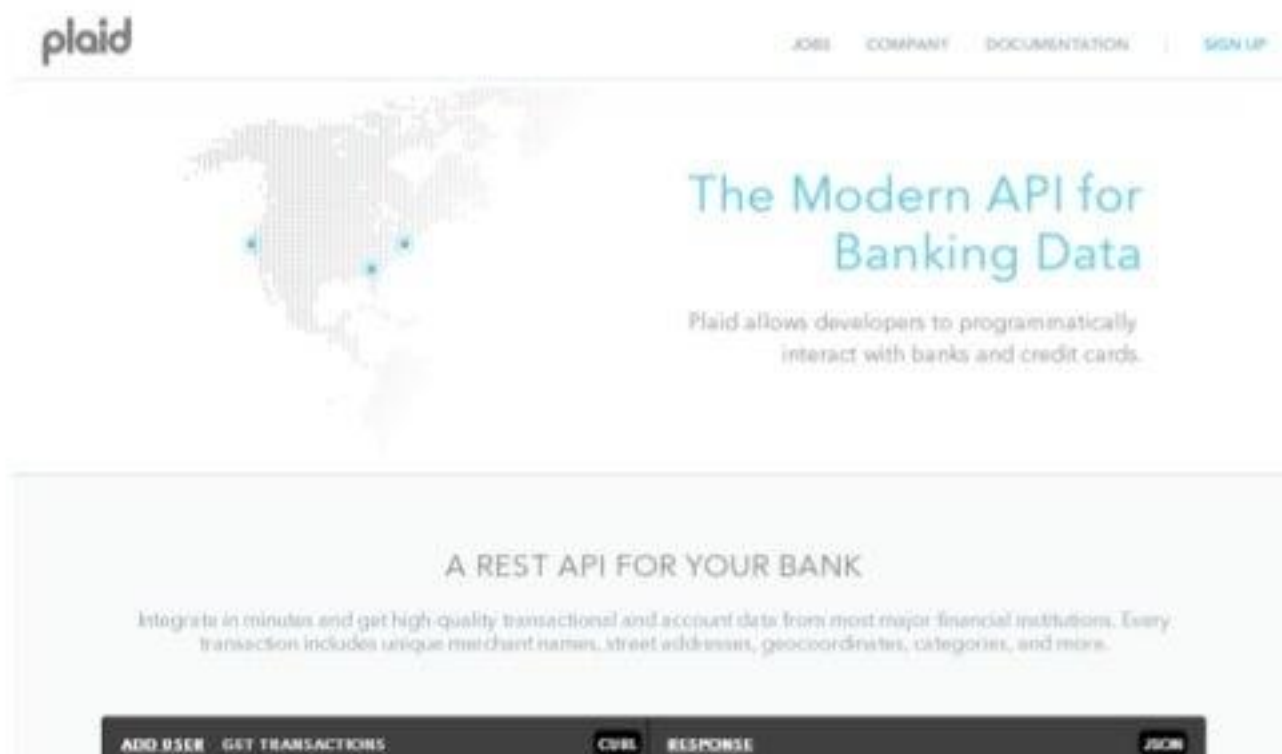 plaid
JOBS COMPANY DOCUMENTATION | SIGN UP
The Modern API for
Banking Data
Plaid allows developers to programmatically
interact with banks and credit cards.
A REST API FOR YOUR BANK
Integrate in minutes and get high-quality transactional and account data from most major financial institutions. Every
transaction includes unique merchant names, street addresses, geocoordinates, categories, and more.
ADD USER GET TRANSACTIONS CURL RESPONSE JSON